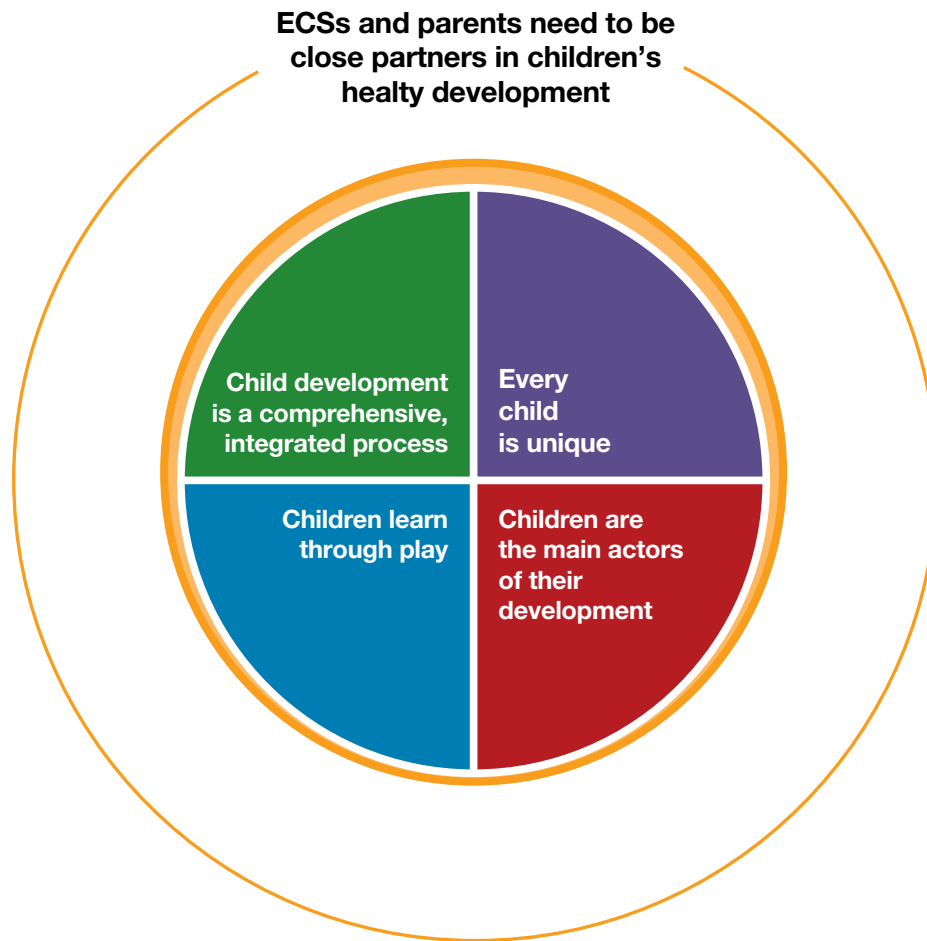 ECSs and parents need to be
close partners in children’s
healty development
Child development
is a comprehensive,
integrated process
Every
child
is unique
Children learn
through play
Children are
the main actors
of their
development